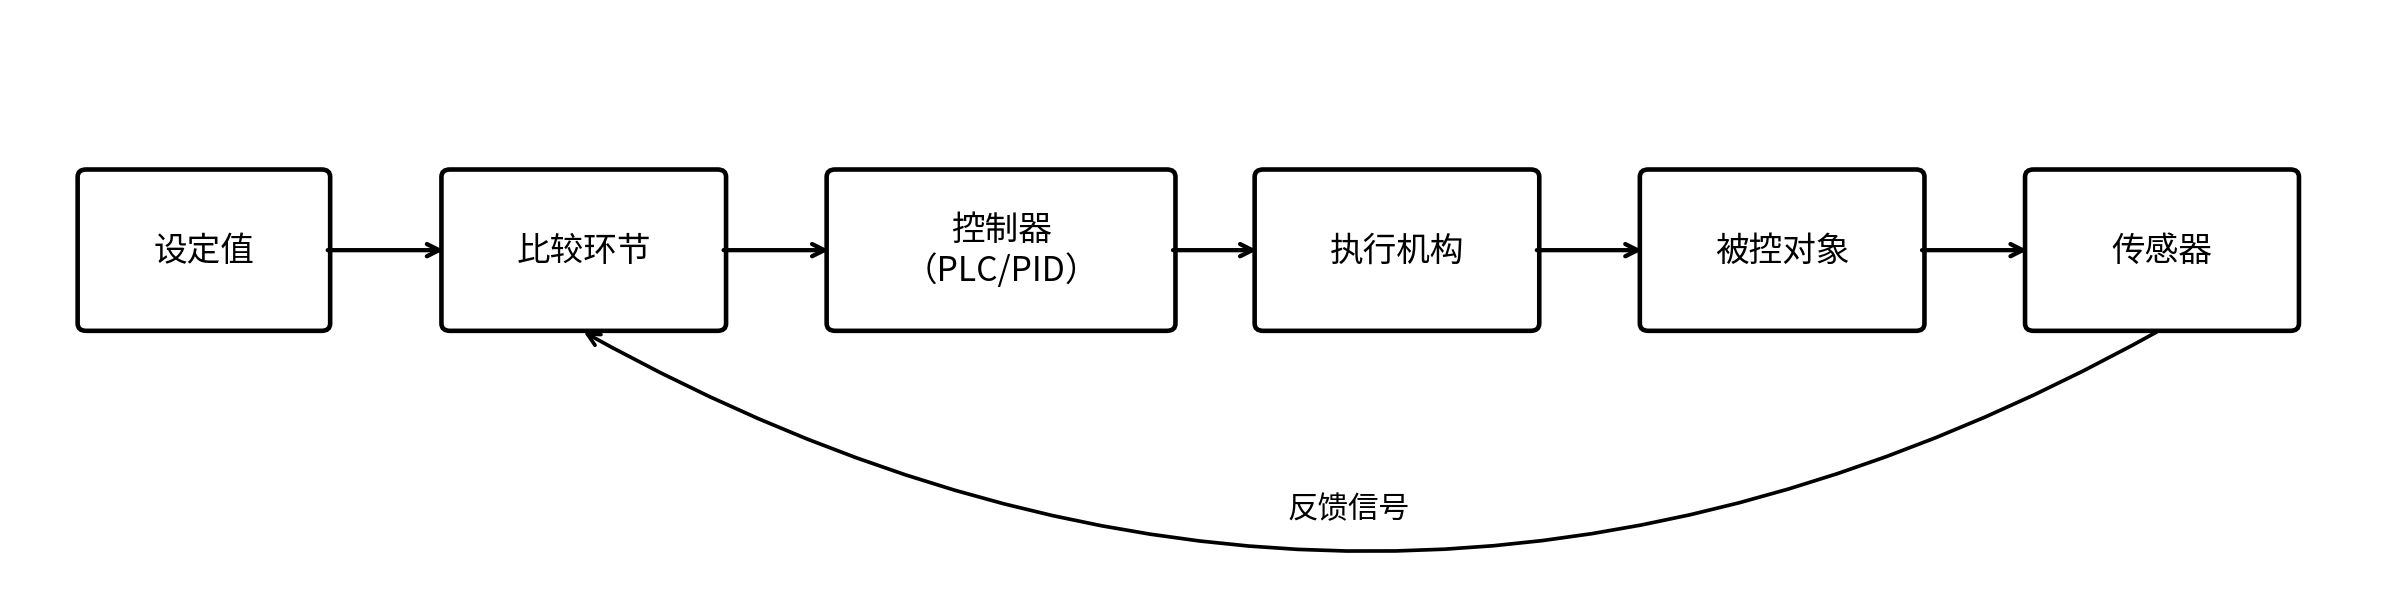 设定值
比较环节
控制器
（PLC/PID）
执行机构
被控对象
传感器
反馈信号